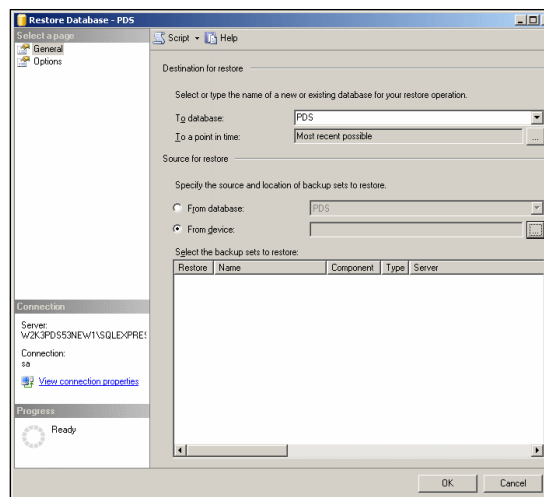 Restore Database - PDS
Select a page
General
Options
Script Help
Destination for restore
Select or type the name of a new or existing database for your restore operation.
To database: PDS
To a point in time: Most recent possible ...
Source for restore
Specify the source and location of backup sets to restore.
From database: PDS
From device: ...
Select the backup sets to restore:
Restore Name Component Type Server
Connection
Server:
W2K3PDS53NEW1\SQLEXPRES
Connection:
sa
View connection properties
Progress
Ready
OK Cancel